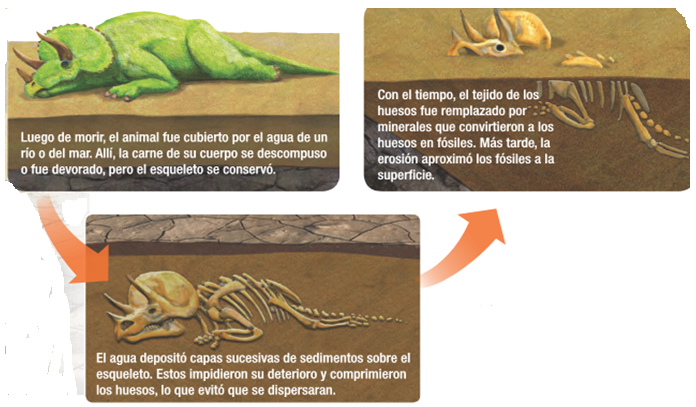 Luego de morir, el animal fue cubierto por el agua de un
río o del mar. Allí, la carne de su cuerpo se descompuso
o fue devorado, pero el esqueleto se conservó.
El agua depositó capas sucesivas de sedimentos sobre el
esqueleto. Estos impidieron su deterioro y comprimieron
los huesos, lo que evitó que se dispersaran.
Con el tiempo, el tejido de los
huesos fue remplazado por
minerales que convirtieron a los
huesos en fósiles. Más tarde, la
erosión aproximó los fósiles a la
superficie.